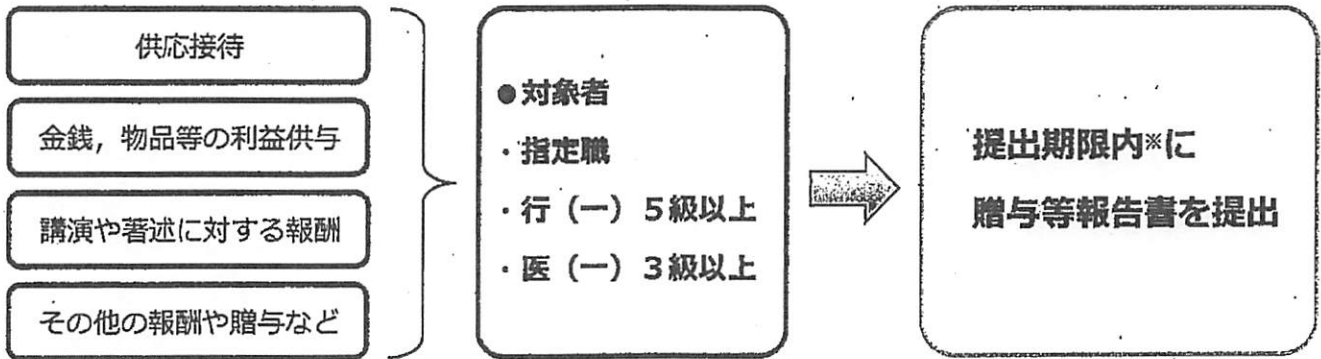 供応接待
金銭，物品等の利益供与
講演や著述に対する報酬
その他の報酬や贈与など
●対象者
・指定職
・行（一）５級以上
・医（一）３級以上
提出期限内※に
贈与等報告書を提出